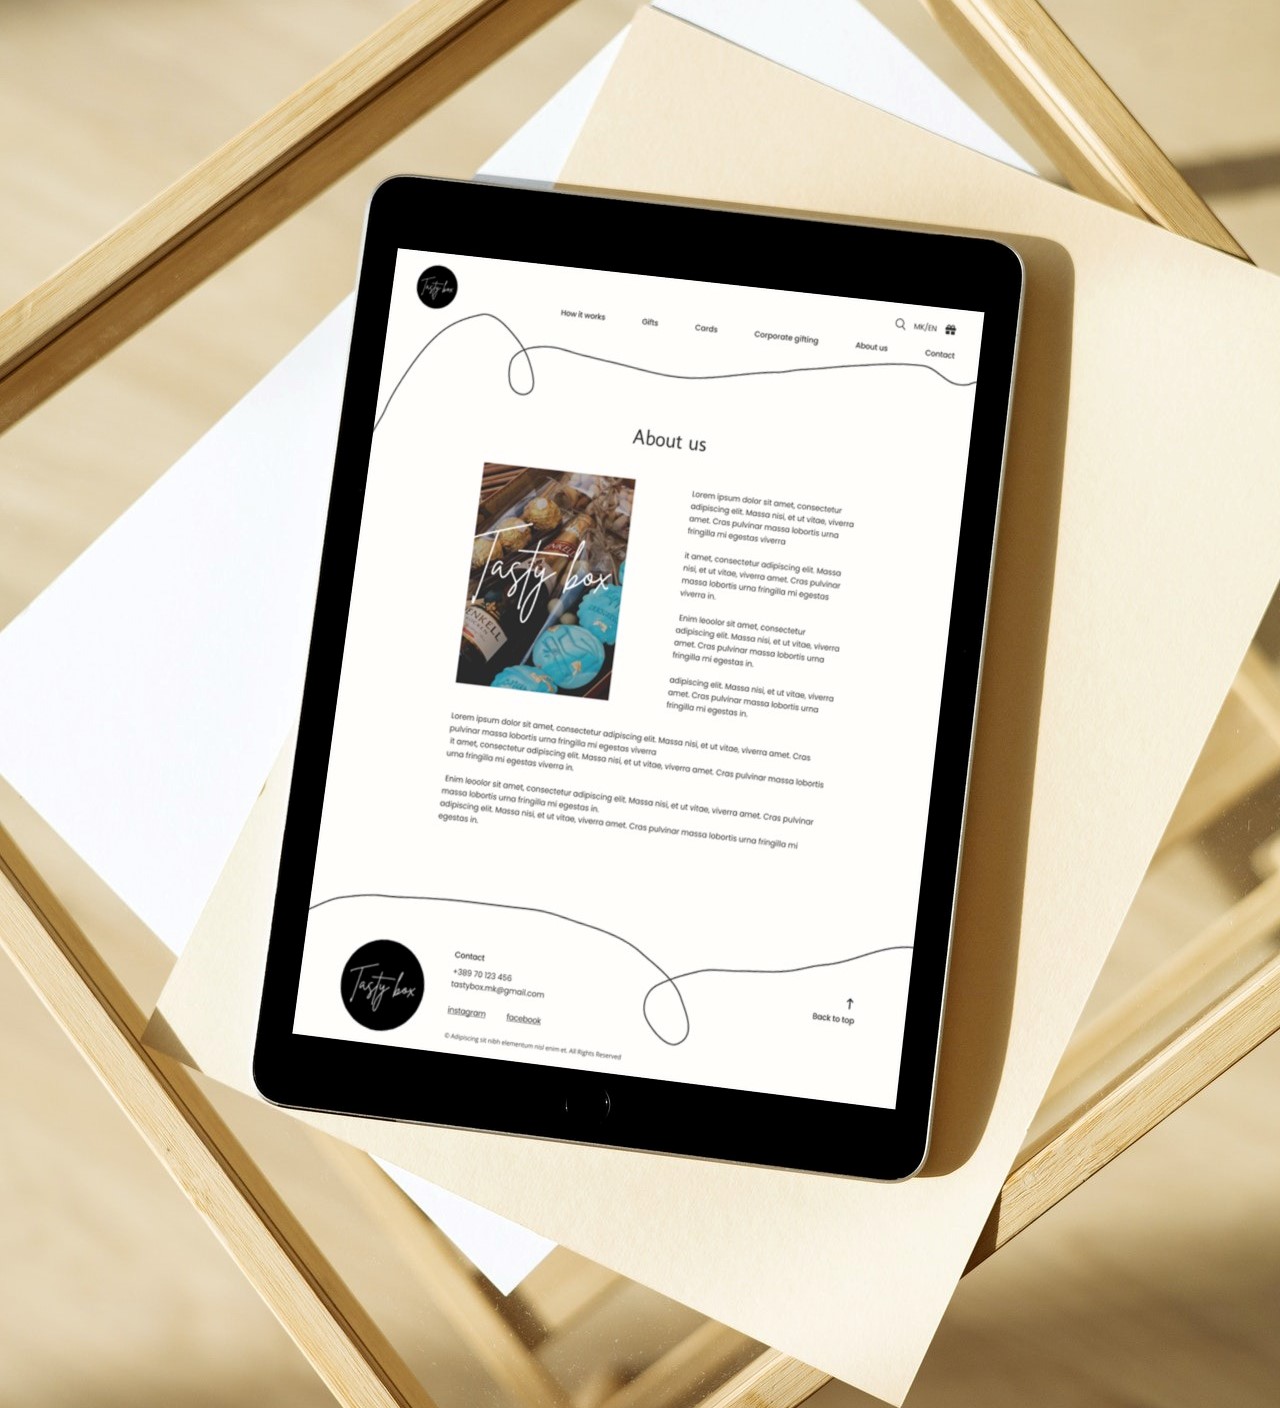 Tasty box
MK/EN
How it works
Gifts
Cards
Corporate gifting
About us
Contact
About us
Tasty box
NKELL
ENKELL
Lorem ipsum dolor sit amet, consectetur
adipiscing elit. Massa nisi, et ut vitae, viverra
amet. Cras pulvinar massa lobortis urna
fringilla mi egestas viverra
it amet, consectetur adipiscing elit. Massa
nisi, et ut vitae, viverra amet. Cras pulvinar
massa lobortis urna fringilla mi egestas
viverra in.
Enim leoolor sit amet, consectetur
adipiscing elit. Massa nisi, et ut vitae, viverra
amet. Cras pulvinar massa lobortis urna
fringilla mi egestas in.
adipiscing elit. Massa nisi, et ut vitae, viverra
amet. Cras pulvinar massa lobortis urna
fringilla mi egestas in.
Lorem ipsum dolor sit amet, consectetur adipiscing elit. Massa nisi, et ut vitae, viverra amet. Cras
pulvinar massa lobortis urna fringilla mi egestas viverra
it amet, consectetur adipiscing elit. Massa nisi, et ut vitae, viverra amet. Cras pulvinar massa lobortis
urna fringilla mi egestas viverra in.
Enim leoolor sit amet, consectetur adipiscing elit. Massa nisi, et ut vitae, viverra amet. Cras pulvinar
massa lobortis urna fringilla mi egestas in.
adipiscing elit. Massa nisi, et ut vitae, viverra amet. Cras pulvinar massa lobortis urna fringilla mi
egestas in.
Tasty box
Contact
+389 70 123 456
tastybox.mk@gmail.com
instagram
facebook
© Adipiscing sit nibh elementum nisl enim et. All Rights Reserved
Back to top